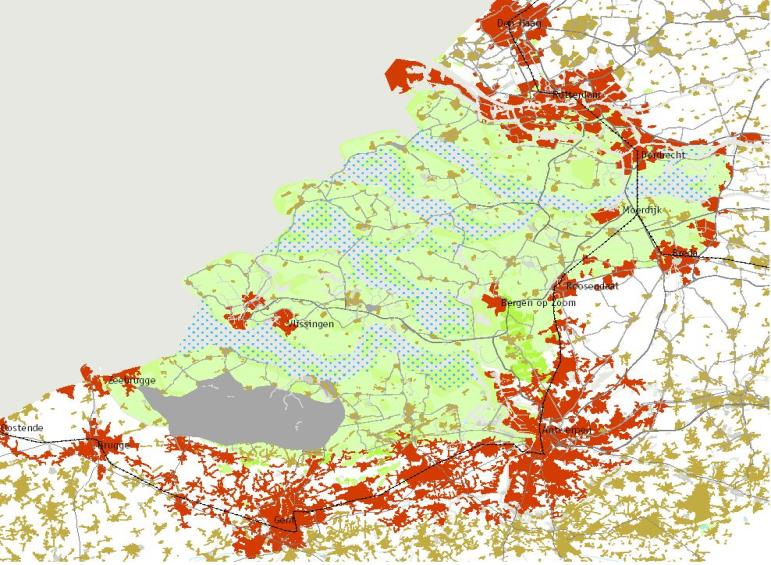 Den Haag
Rotterdam
Dordrecht
Moerdijk
Breda
Roosendaal
Bergen op Zoom
Vlissingen
Zeebrugge
Oostende
Brugge
Antwerpen
Gent